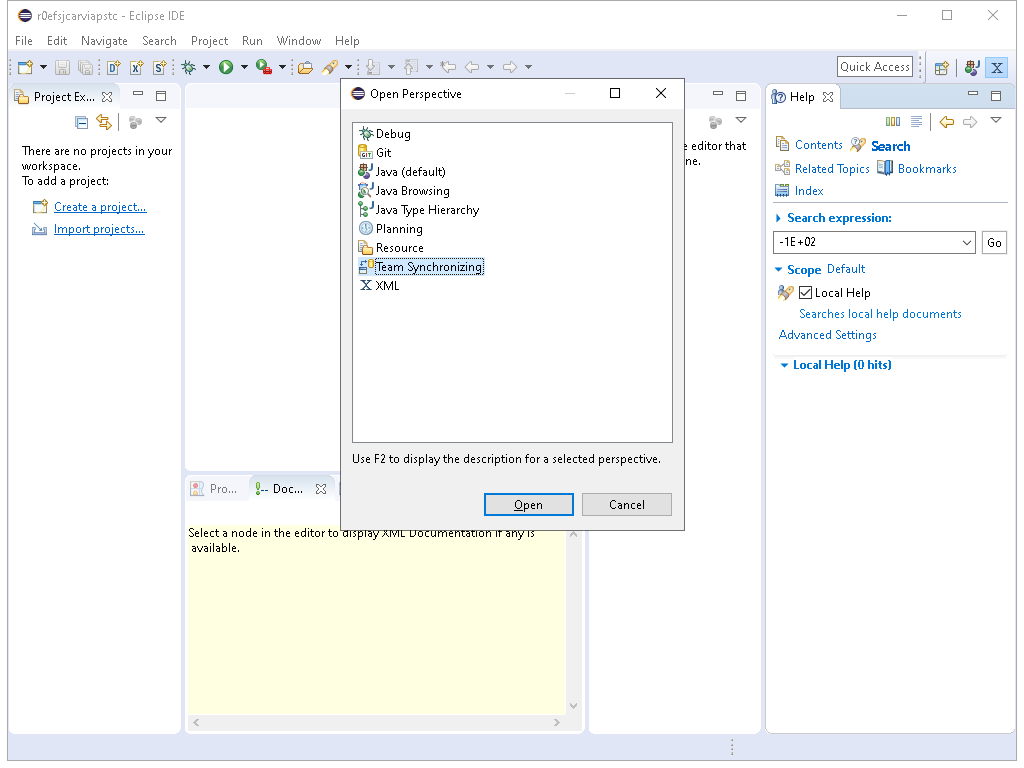 r0efsjcarviapstc - Eclipse IDE
File Edit Navigate Search Project Run Window Help
Quick Access
Project Ex...
There are no projects in your
workspace.
To add a project:
Create a project...
Import projects...
Open Perspective
Debug
Git
Java (default)
Java Browsing
Java Type Hierarchy
Planning
Resource
Team Synchronizing
XML
Use F2 to display the description for a selected perspective.
Open Cancel
editor that
ne.
Pro... Doc...
Select a node in the editor to display XML Documentation if any is
available.
Help
Contents Search
Related Topics Bookmarks
Index
Search expression:
-1E+02 Go
Scope Default
Local Help
Searches local help documents
Advanced Settings
Local Help (0 hits)